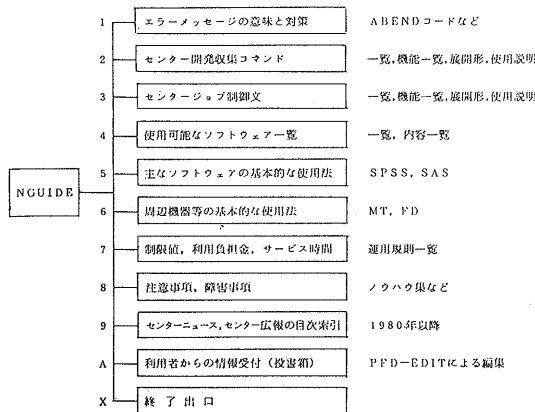 1 エラーメッセージの意味と対策 ABENDコードなど
2 センター開発収集コマンド 一覧,機能一覧,展開形,使用説明
3 センタージョブ制御文 一覧,機能一覧,展開形,使用説明
4 使用可能なソフトウェア一覧 一覧,内容一覧
5 主なソフトウェアの基本的な使用法 SPSS,SAS
NGUIDE
6 周辺機器等の基本的な使用法 MT,FD
7 制限値,利用負担金,サービス時間 運用規則一覧
8 注意事項,障害事項 ノウハウ集など
9 センターニュース,センター広報の目次索引 1980年以降
A 利用者からの情報受付(投書箱) PFD-EDITによる編集
X 終了出口